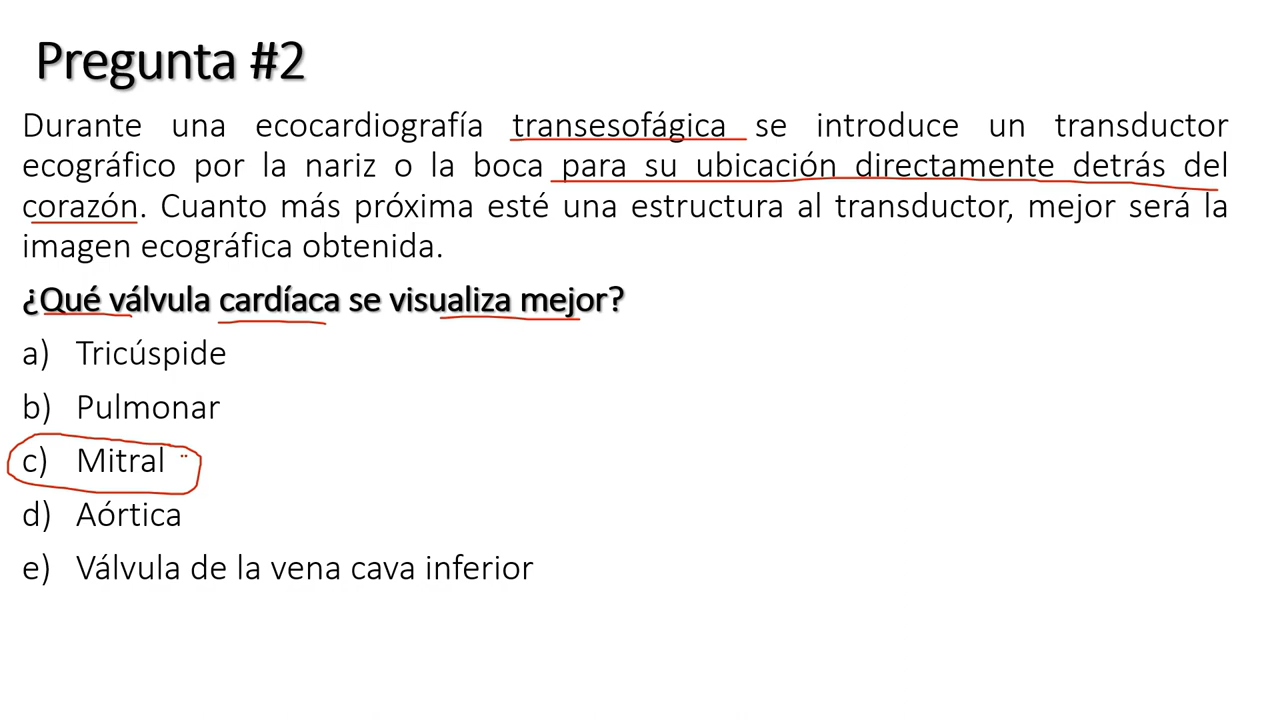 Pregunta #2
Durante una ecocardiografía transesofágica se introduce un transductor
ecográfico por la nariz o la boca para su ubicación directamente detrás del
corazón. Cuanto más próxima esté una estructura al transductor, mejor será la
imagen ecográfica obtenida.
¿Qué válvula cardíaca se visualiza mejor?
a) Tricúspide
b) Pulmonar
c) Mitral
d) Aórtica
e) Válvula de la vena cava inferior